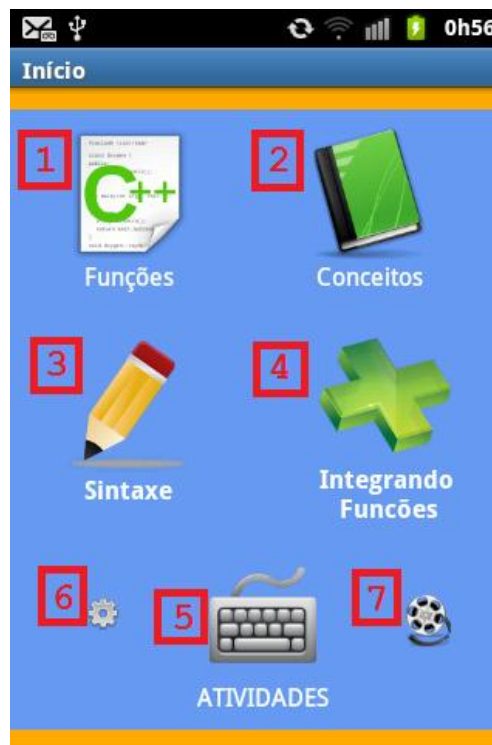 0h56
Início
1
2
C++
Funções
Conceitos
3
4
Sintaxe
Integrando
Funcões
6
5
7
ATIVIDADES